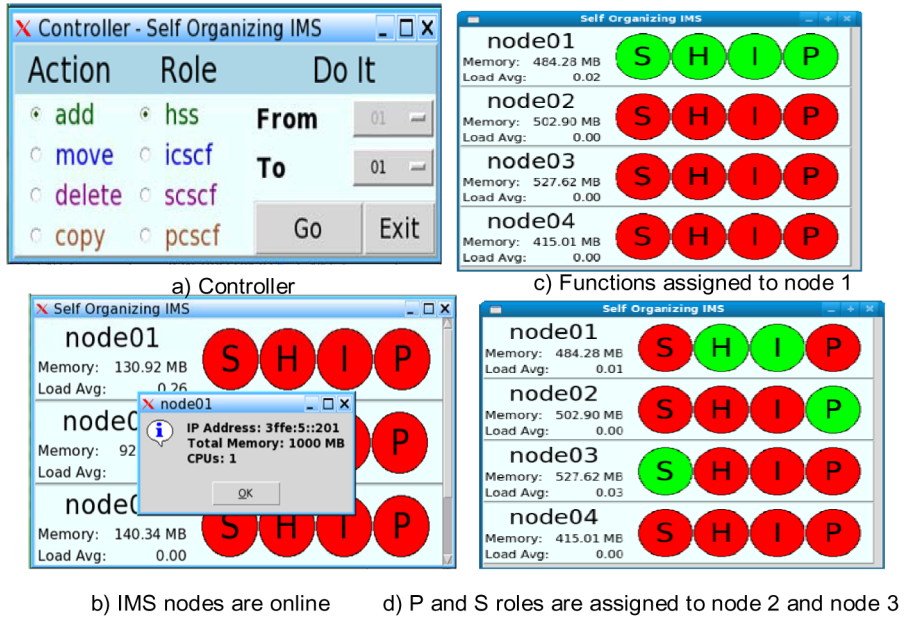 X Controller - Self Organizing IMS
Action Role Do It
add hss From 01
move icscf To 01
delete scscf
copy pcscf Go Exit
a) Controller
Self Organizing IMS
node01
Memory: 484.28 MB
Load Avg: 0.02
S H I P
node02
Memory: 502.90 MB
Load Avg: 0.00
S H I P
node03
Memory: 527.62 MB
Load Avg: 0.00
S H I P
node04
Memory: 415.01 MB
Load Avg: 0.00
S H I P
c) Functions assigned to node 1
X Self Organizing IMS
node01
Memory: 130.92 MB
Load Avg: 0.26
S H I P
Memory: 92
Load Avg:
P
Memory: 140.34 MB
Load Avg: 0.00
S H I P
X node01
IP Address: 3ffe:5::201
Total Memory: 1000 MB
CPUs: 1
OK
b) IMS nodes are online
Self Organizing IMS
node01
Memory: 484.28 MB
Load Avg: 0.01
S H I P
node02
Memory: 502.90 MB
Load Avg: 0.00
S H I P
node03
Memory: 527.62 MB
Load Avg: 0.03
S H I P
node04
Memory: 415.01 MB
Load Avg: 0.00
S H I P
d) P and S roles are assigned to node 2 and node 3